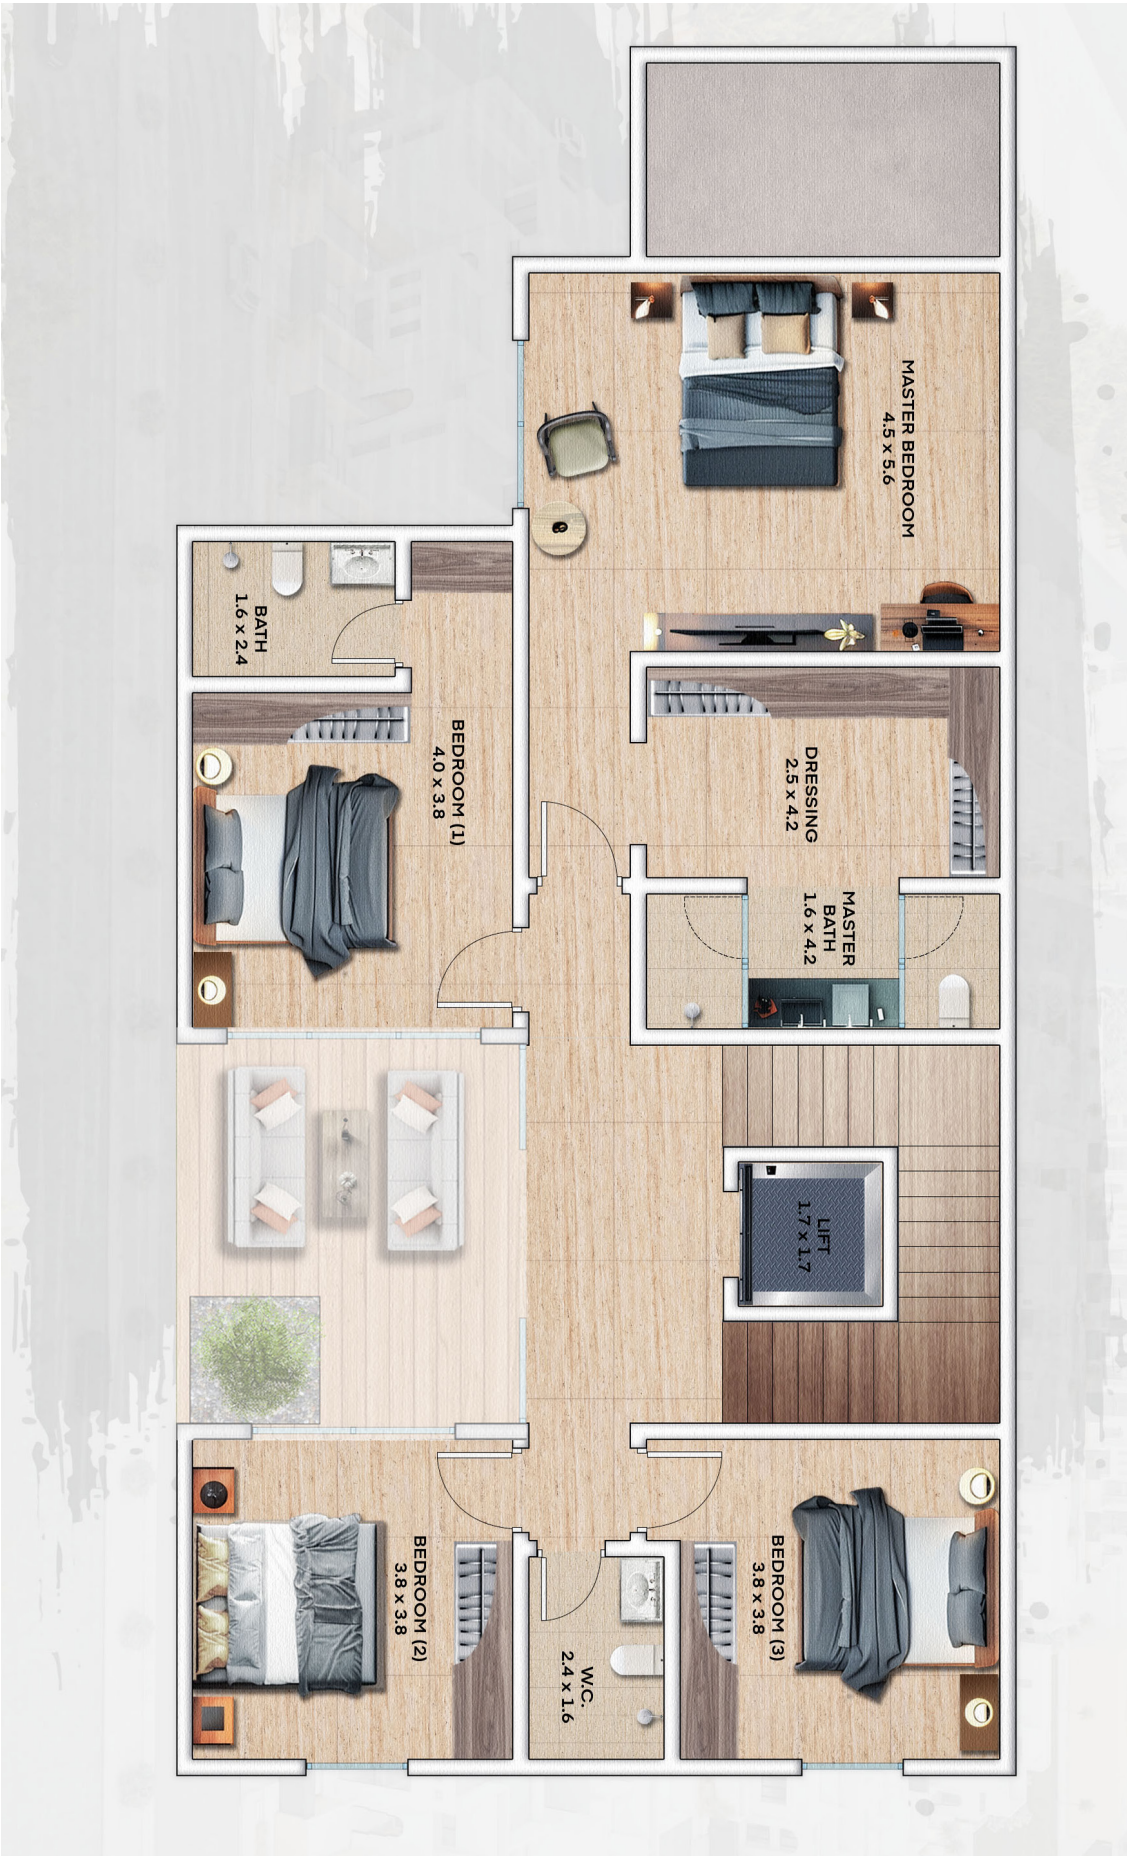 MASTER BEDROOM
4.5 x 5.6
BATH
1.6 x 2.4
BEDROOM (1)
4.0 x 3.8
DRESSING
2.5 x 4.2
MASTER
BATH
1.6 x 4.2
LIFT
1.7 x 1.7
BEDROOM (2)
3.8 x 3.8
W.C.
2.4 x 1.6
BEDROOM (3)
3.8 x 3.8